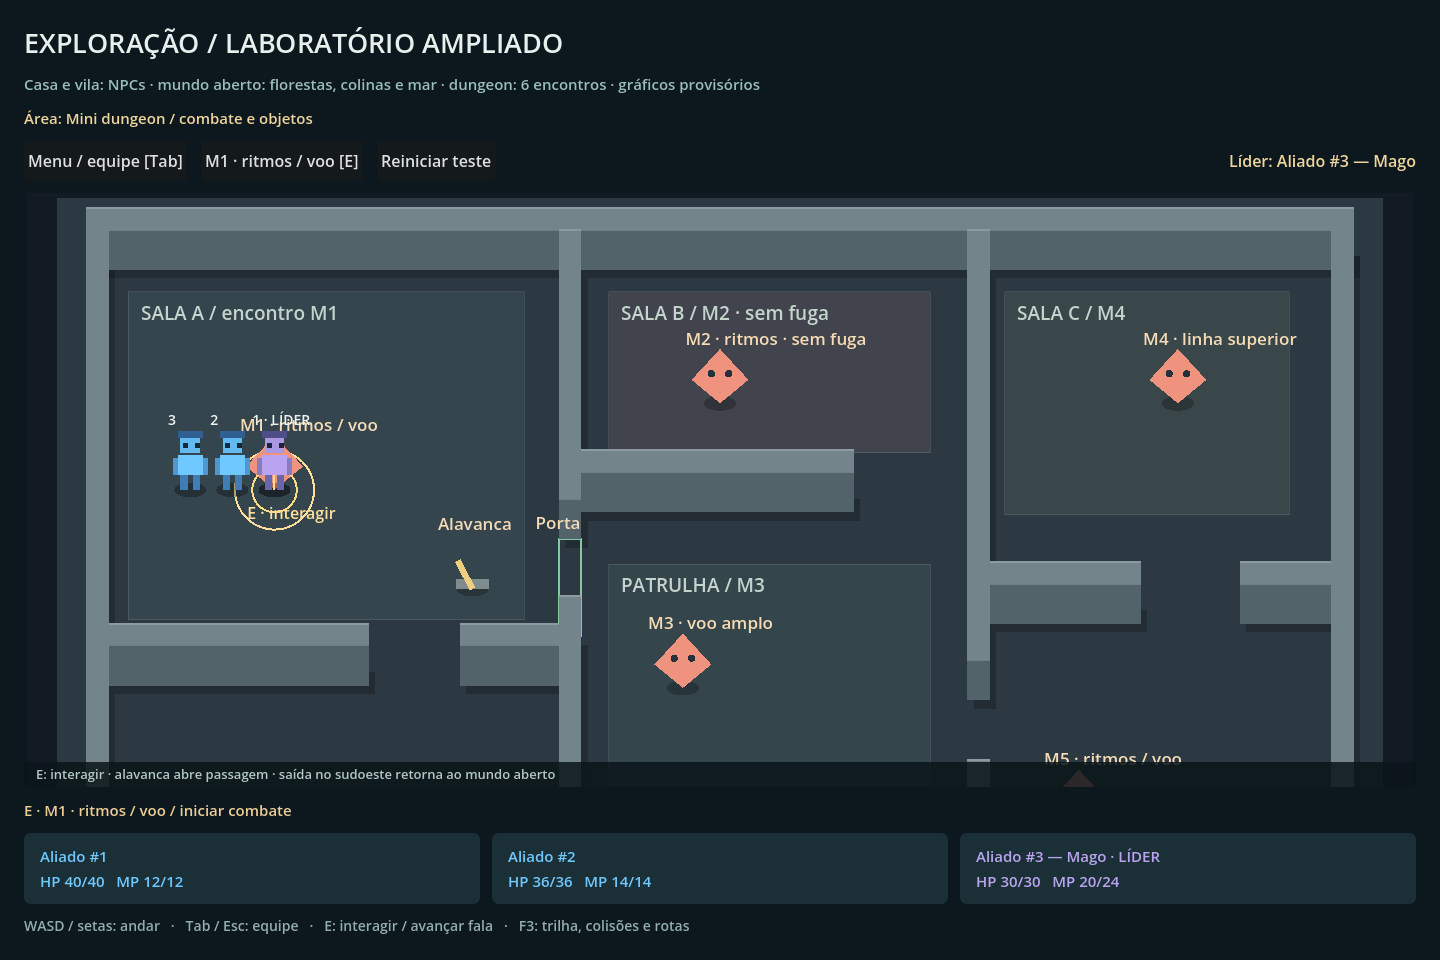 EXPLORAÇÃO / LABORATÓRIO AMPLIADO
Casa e vila: NPCs · mundo aberto: florestas, colinas e mar · dungeon: 6 encontros · gráficos provisórios
Área: Mini dungeon / combate e objetos
Menu / equipe [Tab]
M1 · ritmos / voo [E]
Reiniciar teste
Líder: Aliado #3 — Mago
SALA A / encontro M1
SALA B / M2 · sem fuga
SALA C / M4
M2 · ritmos · sem fuga
M4 · linha superior
3
2
1 · LÍDER
M1 · ritmos / voo
E · interagir
Alavanca
Porta
PATRULHA / M3
M3 · voo amplo
M5 · ritmos / voo
E: interagir · alavanca abre passagem · saída no sudoeste retorna ao mundo aberto
E · M1 · ritmos / voo / iniciar combate
Aliado #1
HP 40/40 MP 12/12
Aliado #2
HP 36/36 MP 14/14
Aliado #3 — Mago · LÍDER
HP 30/30 MP 20/24
WASD / setas: andar · Tab / Esc: equipe · E: interagir / avançar fala · F3: trilha, colisões e rotas